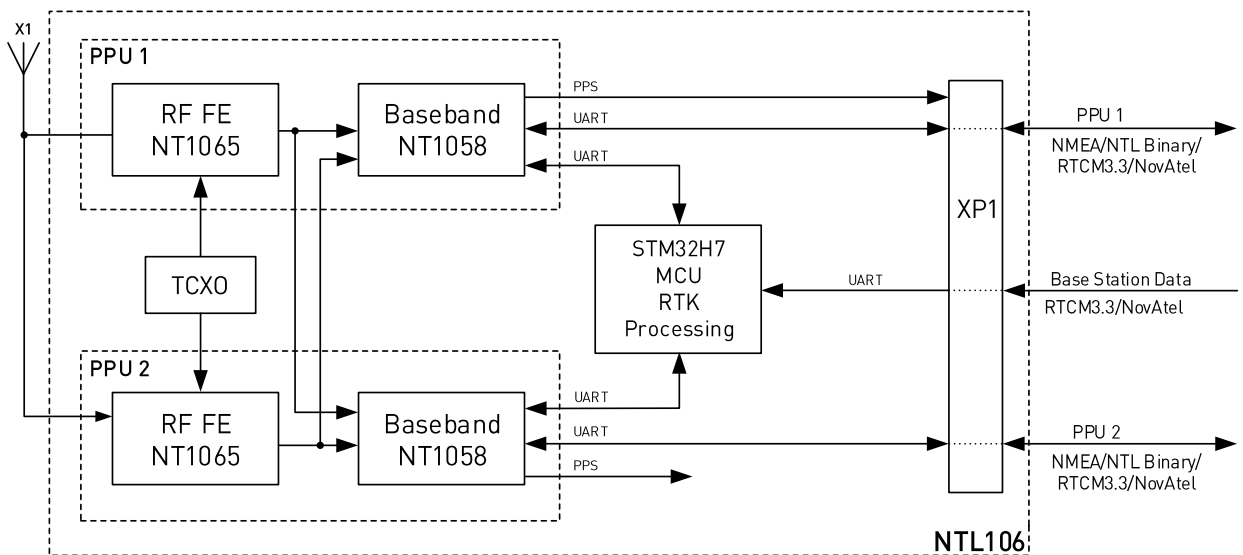 X1
PPU 1
RF FE
NT1065
Baseband
NT1058
PPS
UART
UART
PPU 1
NMEA/NTL Binary/
RTCM3.3/NovAtel
XP1
TCXO
STM32H7
MCU
RTK
Processing
UART
Base Station Data
RTCM3.3/NovAtel
PPU 2
RF FE
NT1065
Baseband
NT1058
UART
UART
PPS
PPU 2
NMEA/NTL Binary/
RTCM3.3/NovAtel
NTL106